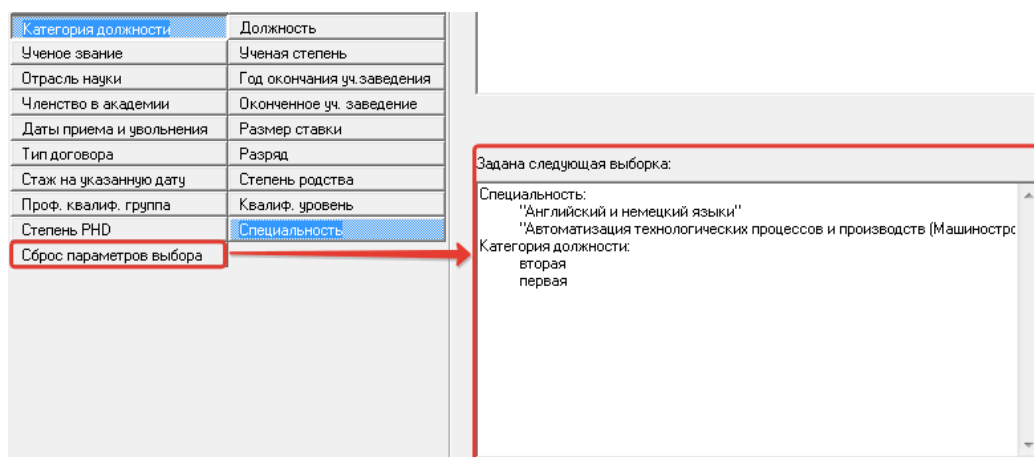 Категория должности Должность
Ученое звание Ученая степень
Отрасль науки Год окончания уч.заведения
Членство в академии Оконченное уч. заведение
Даты приема и увольнения Размер ставки
Тип договора Разряд
Стаж на указанную дату Степень родства
Проф. квалиф. группа Квалиф. уровень
Степень PHD Специальность
Сброс параметров выбора
Задана следующая выборка:
Специальность:
"Английский и немецкий языки"
"Автоматизация технологических процессов и производств (Машиностро
Категория должности:
вторая
первая